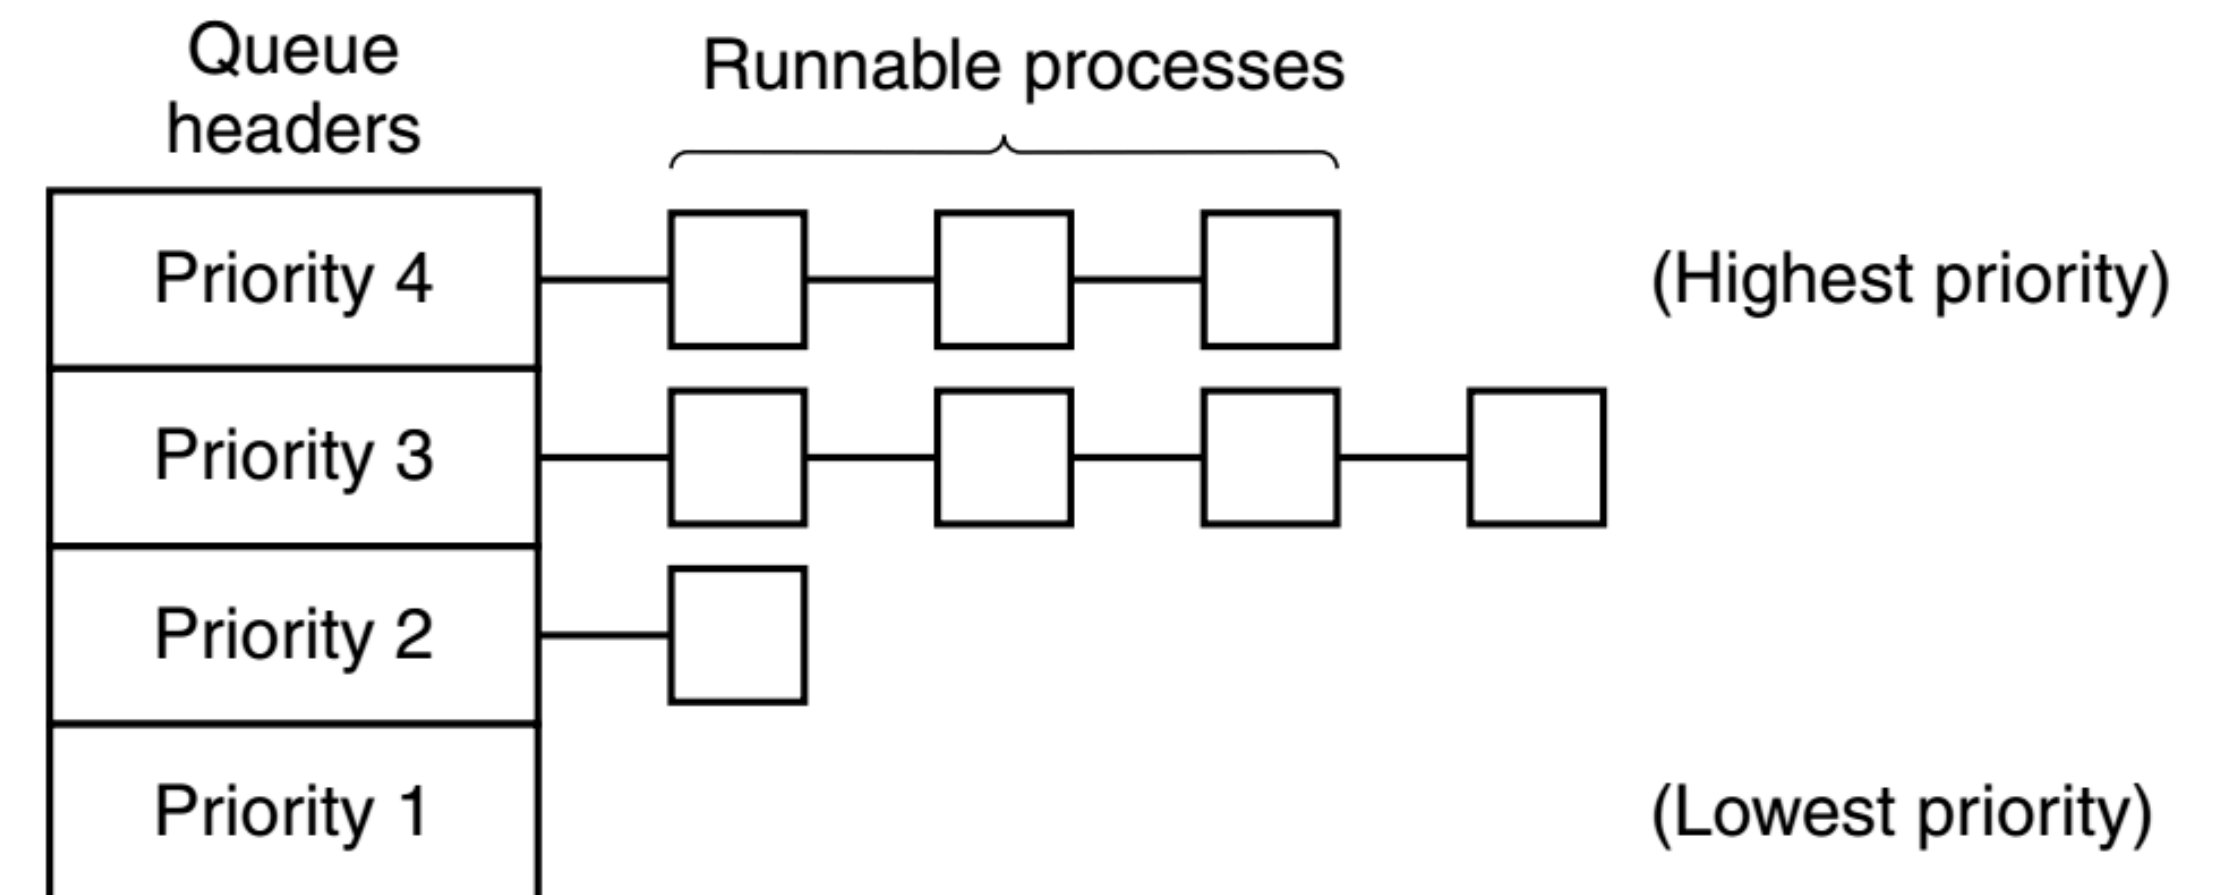 Queue
headers
Runnable processes
Priority 4
(Highest priority)
Priority 3
Priority 2
Priority 1
(Lowest priority)